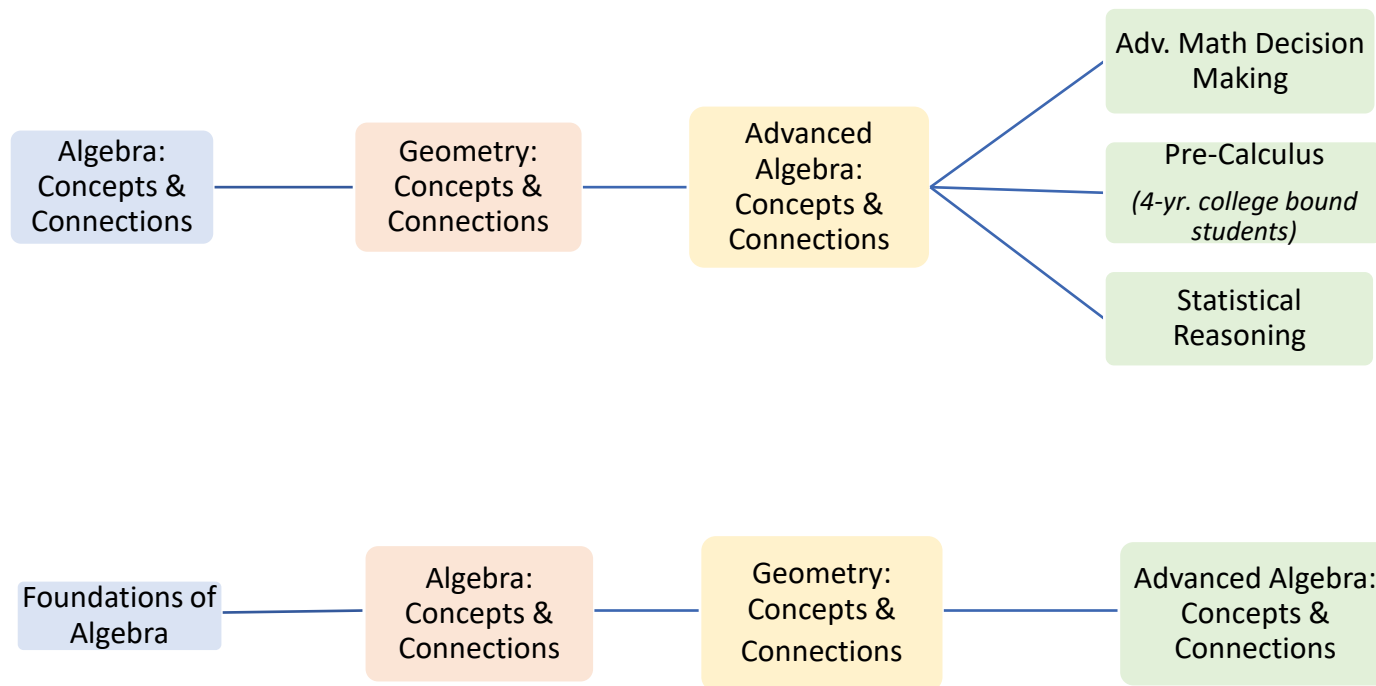 Algebra:
Concepts &
Connections
Geometry:
Concepts &
Connections
Advanced
Algebra:
Concepts &
Connections
Adv. Math Decision
Making
Pre-Calculus
(4-yr. college bound
students)
Statistical
Reasoning
Foundations of
Algebra
Algebra:
Concepts &
Connections
Geometry:
Concepts &
Connections
Advanced Algebra:
Concepts &
Connections